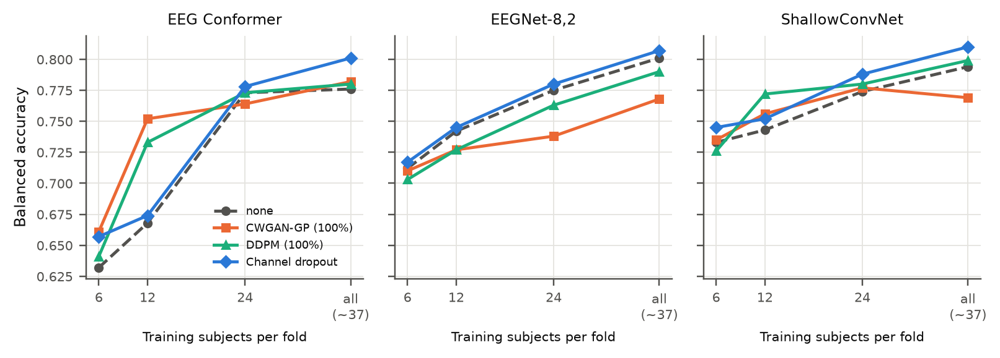 EEG Conformer
EEGNet-8,2
ShallowConvNet
Balanced accuracy
0.800
0.775
0.750
0.725
0.700
0.675
0.650
0.625
none
CWGAN-GP (100%)
DDPM (100%)
Channel dropout
6 12 24 all
(~37)
6 12 24 all
(~37)
6 12 24 all
(~37)
Training subjects per fold
Training subjects per fold
Training subjects per fold